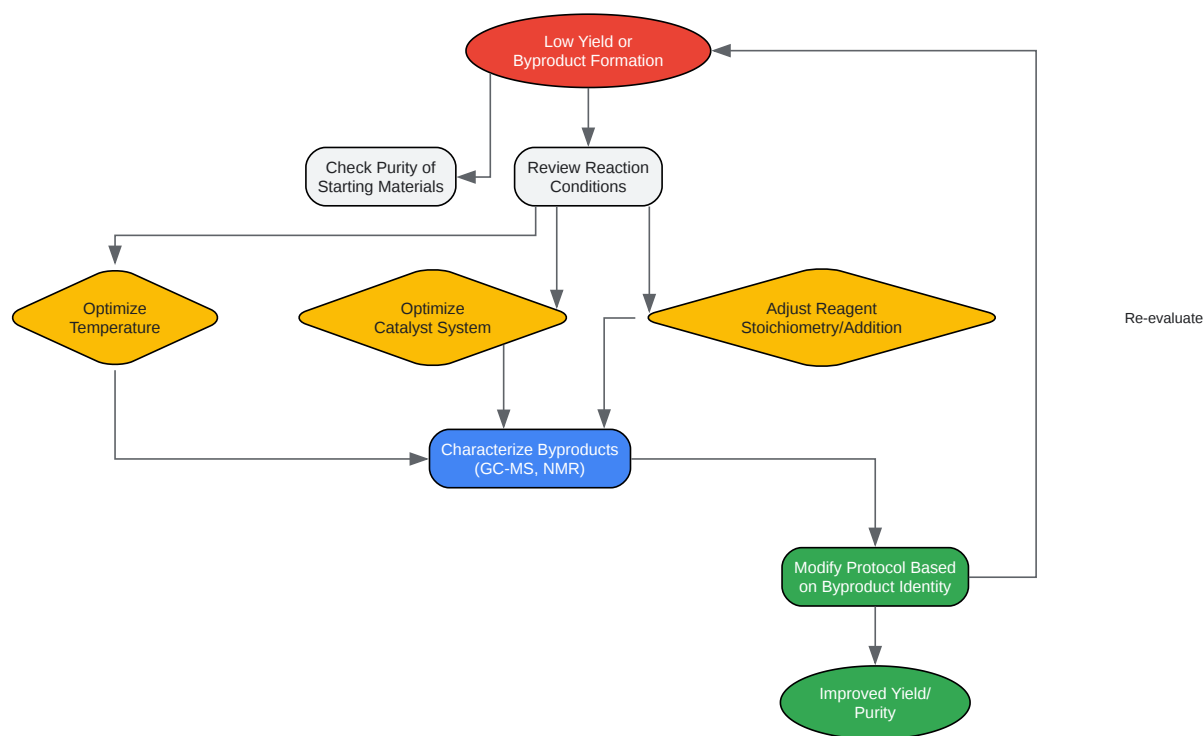 Low Yield or
Byproduct Formation
Check Purity of
Starting Materials
Review Reaction
Conditions
Optimize
Temperature
Optimize
Catalyst System
Adjust Reagent
Stoichiometry/Addition
Re-evaluate
Characterize Byproducts
(GC-MS, NMR)
Modify Protocol Based
on Byproduct Identity
Improved Yield/
Purity